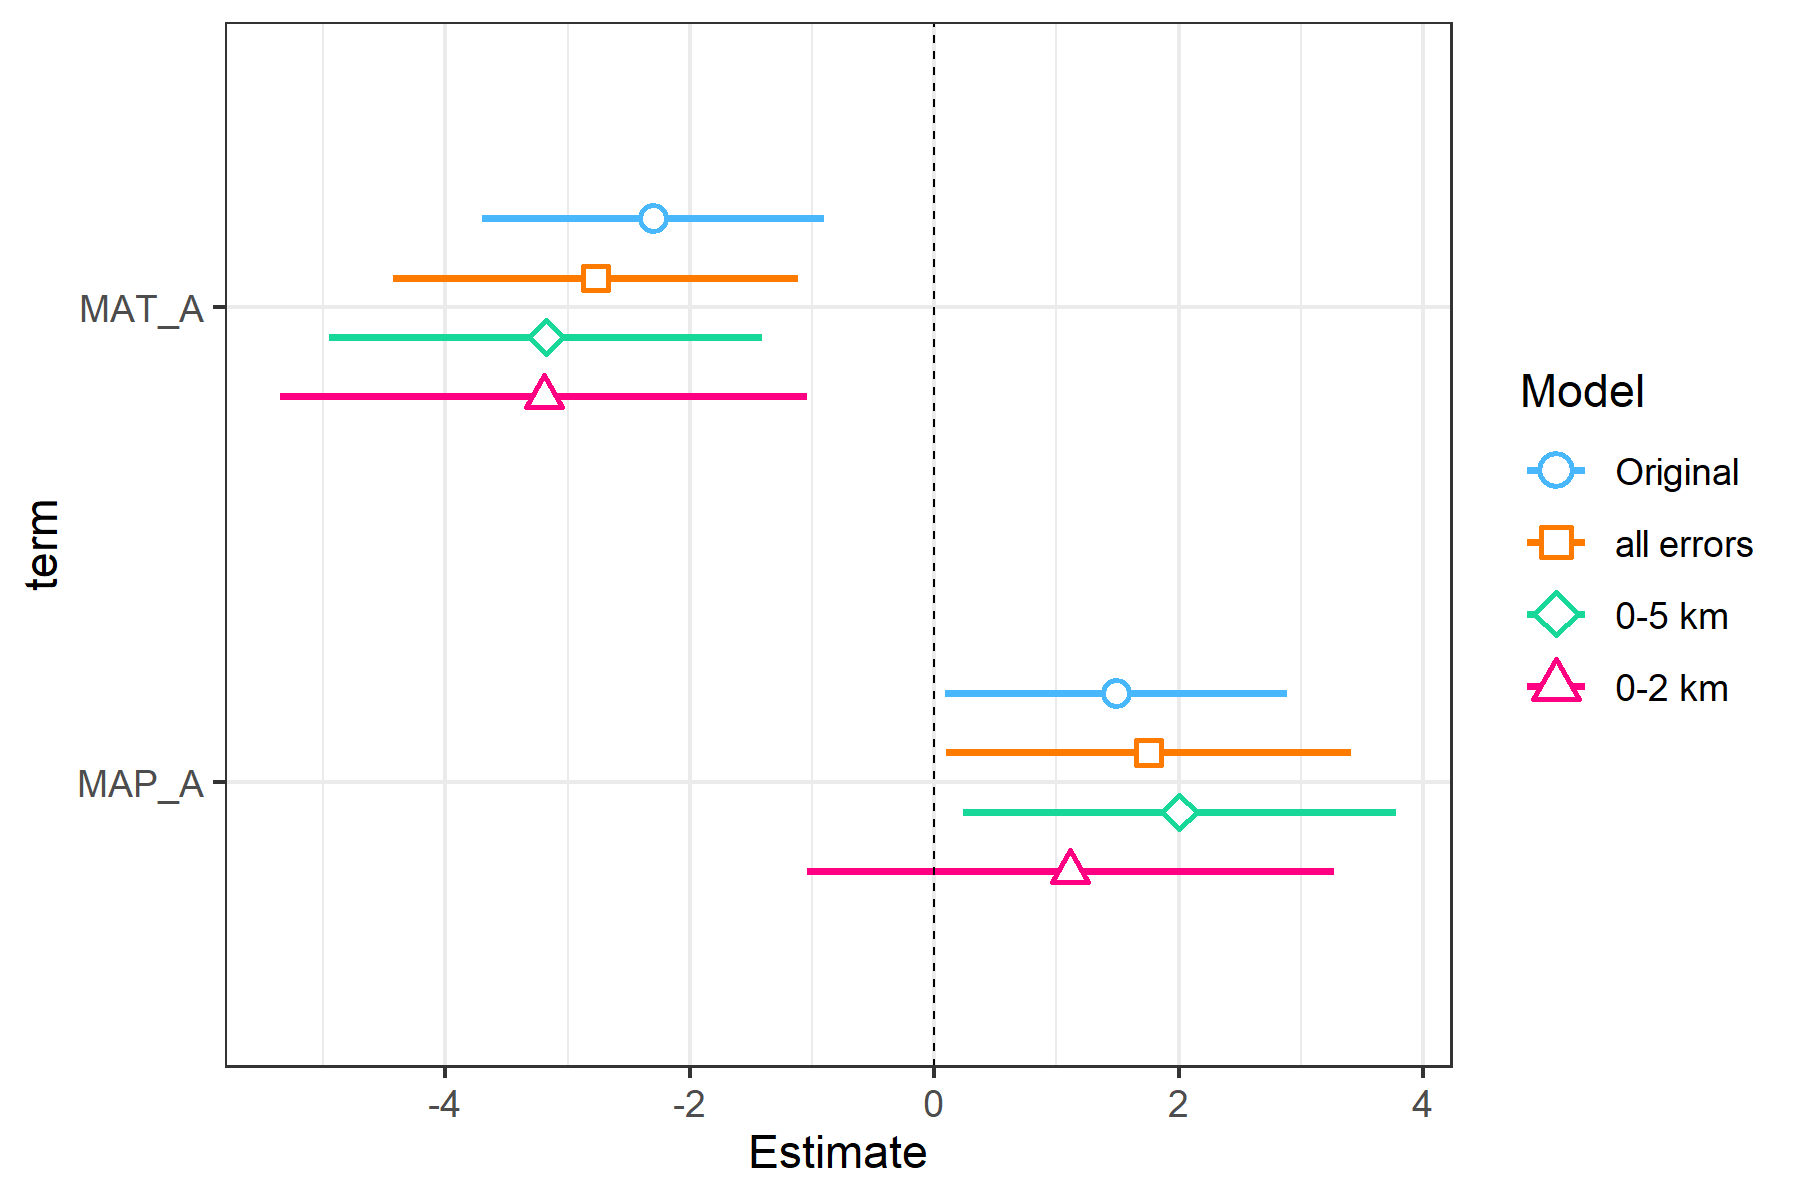 term
MAT_A
MAP_A
-4
-2
0
2
4
Estimate
Model
Original
all errors
0-5 km
0-2 km